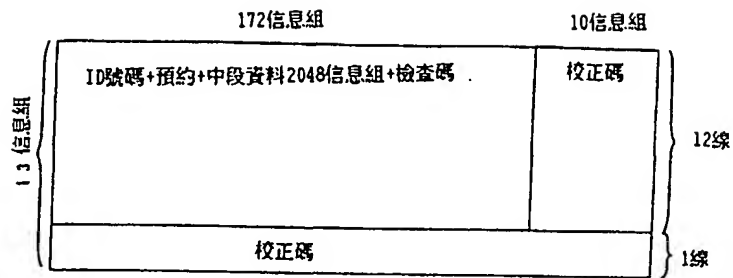 172信息組
10信息組
ID號碼+預約+中段資料2048信息組+檢查碼
校正碼
13信息組
12線
校正碼
1線